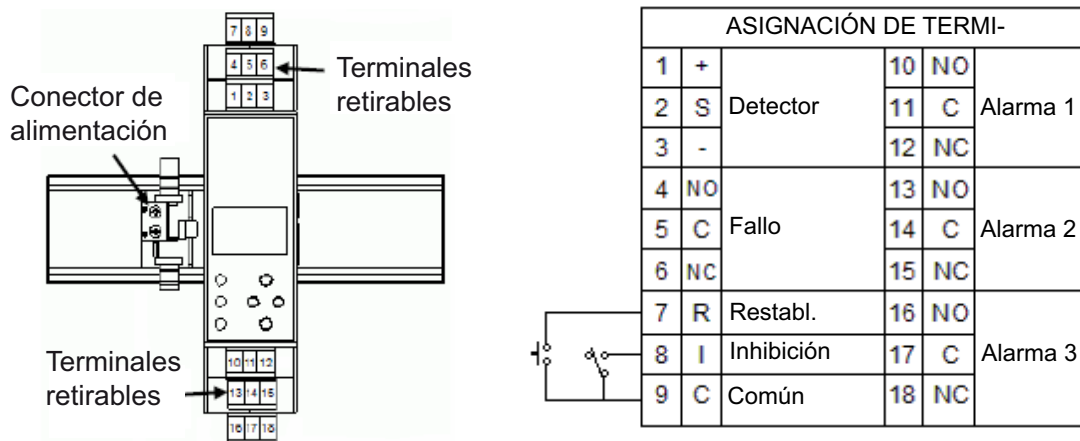 7 8 9
4 5 6
1 2 3
Terminales
retirables
Conector de
alimentación
Terminales
retirables
10 11 12
13 14 15
16 17 18
ASIGNACIÓN DE TERMI-
1 + Detector 10 NO Alarma 1
2 S 11 C
3 - 12 NC
4 NO Fallo 13 NO Alarma 2
5 C 14 C
6 NC 15 NC
7 R Restabl. 16 NO Alarma 3
8 I Inhibición 17 C
9 C Común 18 NC